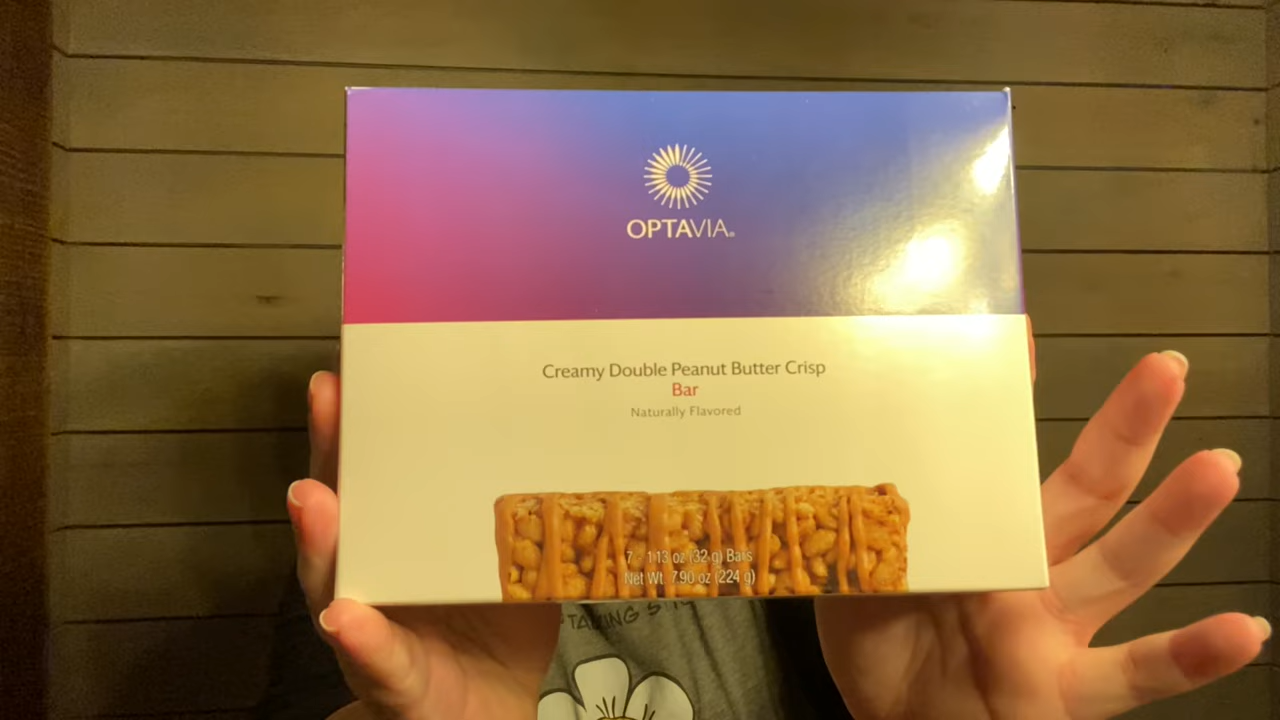 OPTAVIA®
Creamy Double Peanut Butter Crisp
Bar
Naturally Flavored
7 - 1.13 oz (32 g) Bars
Net Wt. 7.90 oz (224 g)